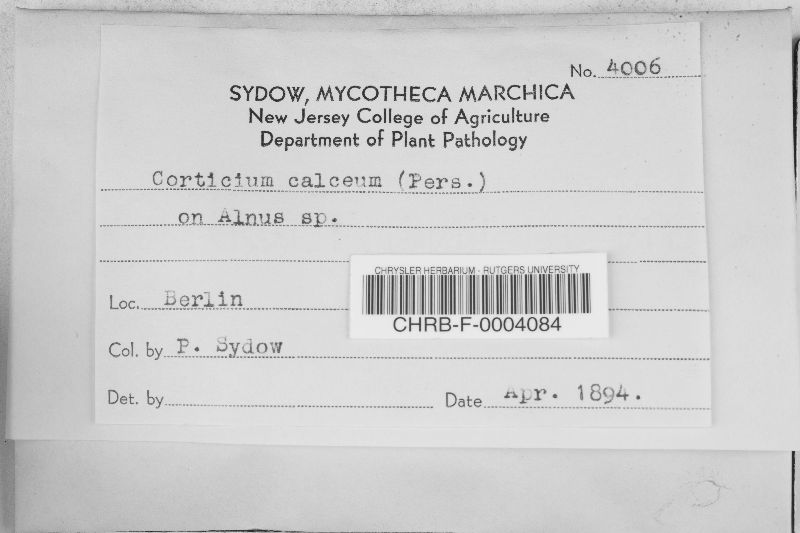 No. 4006
SYDOW, MYCOTHECA MARCHICA
New Jersey College of Agriculture
Department of Plant Pathology
Corticium calceum (Pers.)
on Alnus sp.
CHRYSLER HERBARIUM - RUTGERS UNIVERSITY
CHRB-F-0004084
Loc. Berlin
Col. by P. Sydow
Det. by
Date Apr. 1894.